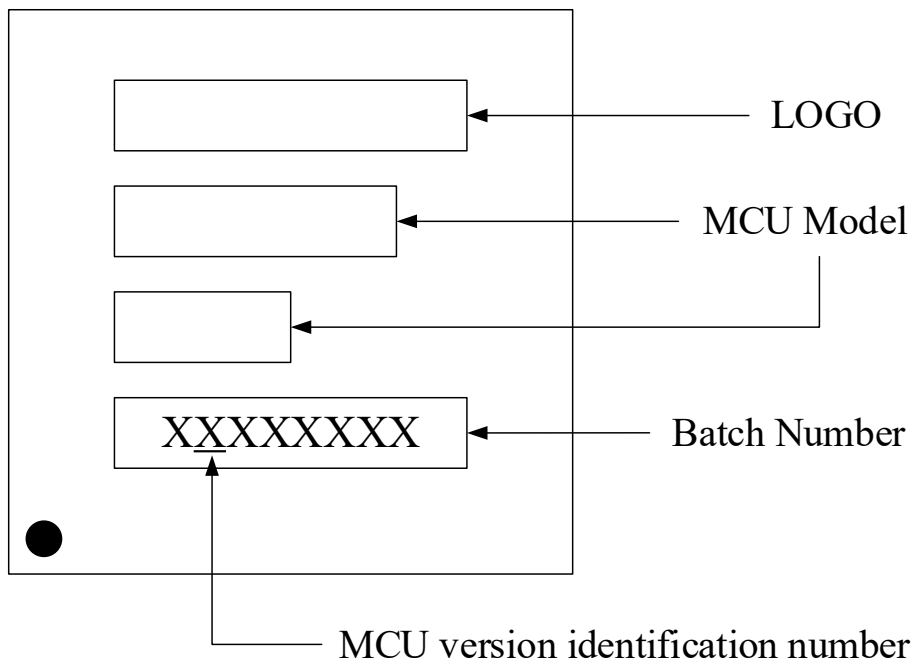 LOGO
MCU Model
XXXXXXXX
Batch Number
MCU version identification number